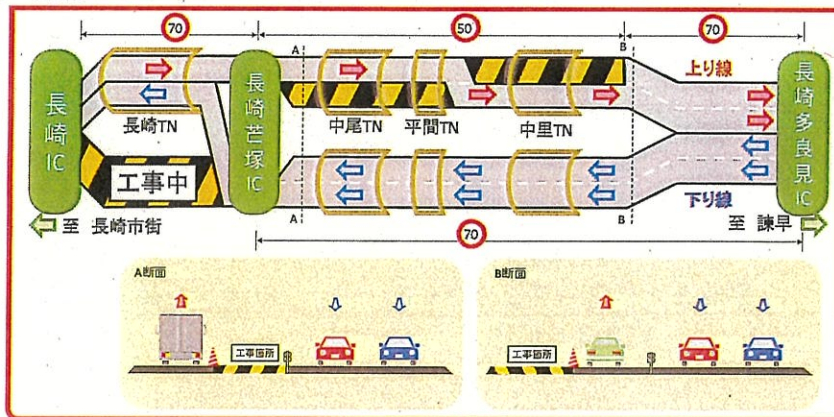 70
50
70
A
B
上り線
長崎IC
長崎TN
長崎芒塚IC
中尾TN
平間TN
中里TN
長崎多良見IC
工事中
A
B
下り線
至 長崎市街
至 諫早
70
A断面
工事箇所
B断面
工事箇所